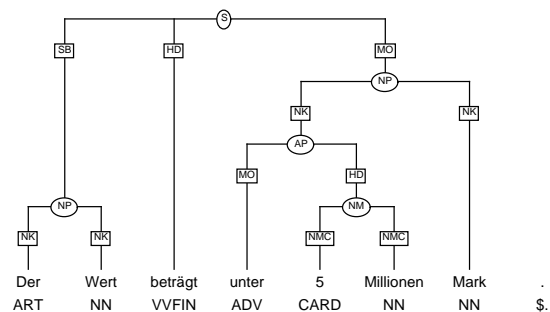 S
SB HD MO
NP
NK NK
AP
MO HD
NP NM
NK NK NMC NMC
Der Wert beträgt unter 5 Millionen Mark .
ART NN VVFIN ADV CARD NN NN $.